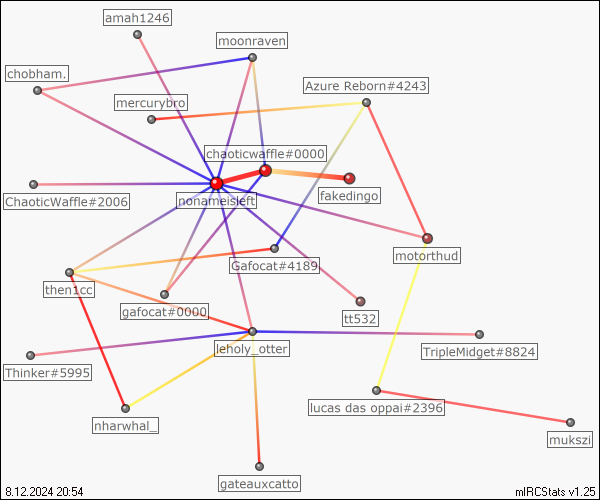 amah1246
moonraven
chobham.
Azure Reborn#4243
mercurybro
chaoticwaffle#0000
ChaoticWaffle#2006
nonameisleft
fakedingo
motorthud
Gafocat#4189
then1cc
gafocat#0000
tt532
leholy_otter
TripleMidget#8824
Thinker#5995
lucas das oppai#2396
nharwhal_
mukszi
gateauxcatto
8.12.2024 20:54
mIRCStats v1.25